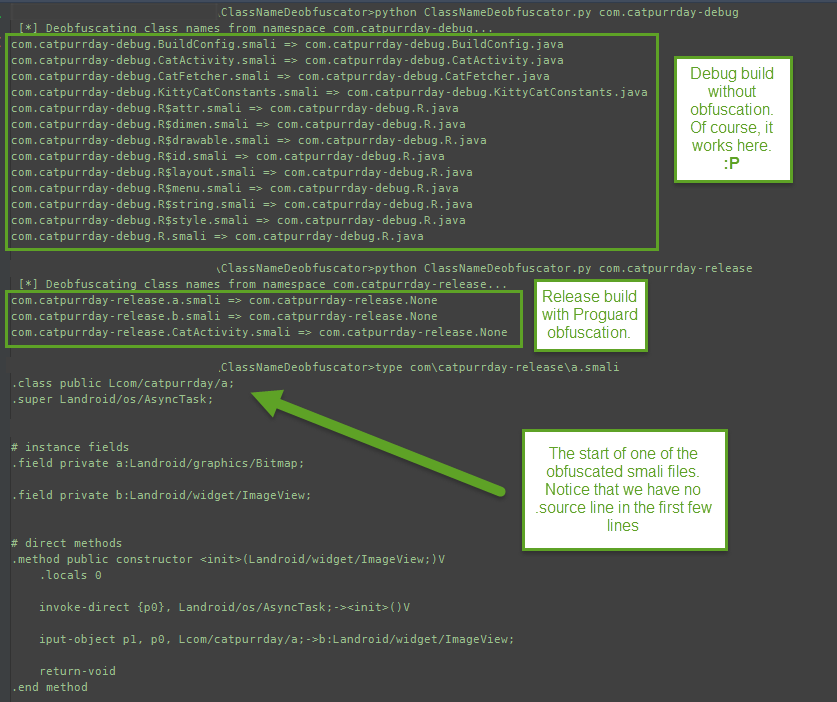 \ClassNameDeobfuscator>python ClassNameDeobfuscator.py com.catpurrday-debug
[*] Deobfuscating class names from namespace com.catpurrday-debug...
com.catpurrday-debug.BuildConfig.smali => com.catpurrday-debug.BuildConfig.java
com.catpurrday-debug.CatActivity.smali => com.catpurrday-debug.CatActivity.java
com.catpurrday-debug.CatFetcher.smali => com.catpurrday-debug.CatFetcher.java
com.catpurrday-debug.KittyCatConstants.smali => com.catpurrday-debug.KittyCatConstants.java
com.catpurrday-debug.R$attr.smali => com.catpurrday-debug.R.java
com.catpurrday-debug.R$dimen.smali => com.catpurrday-debug.R.java
com.catpurrday-debug.R$drawable.smali => com.catpurrday-debug.R.java
com.catpurrday-debug.R$id.smali => com.catpurrday-debug.R.java
com.catpurrday-debug.R$layout.smali => com.catpurrday-debug.R.java
com.catpurrday-debug.R$menu.smali => com.catpurrday-debug.R.java
com.catpurrday-debug.R$string.smali => com.catpurrday-debug.R.java
com.catpurrday-debug.R$style.smali => com.catpurrday-debug.R.java
com.catpurrday-debug.R.smali => com.catpurrday-debug.R.java
Debug build
without
obfuscation.
Of course, it
works here.
:P
\ClassNameDeobfuscator>python ClassNameDeobfuscator.py com.catpurrday-release
[*] Deobfuscating class names from namespace com.catpurrday-release...
com.catpurrday-release.a.smali => com.catpurrday-release.None
com.catpurrday-release.b.smali => com.catpurrday-release.None
com.catpurrday-release.CatActivity.smali => com.catpurrday-release.None
Release build
with Proguard
obfuscation.
\ClassNameDeobfuscator>type com\catpurrday-release\a.smali
.class public Lcom/catpurrday/a;
.super Landroid/os/AsyncTask;
# instance fields
.field private a:Landroid/graphics/Bitmap;
.field private b:Landroid/widget/ImageView;
The start of one of the
obfuscated smali files.
Notice that we have no
.source line in the first few
lines
# direct methods
.method public constructor <init>(Landroid/widget/ImageView;)V
.locals 0
invoke-direct {p0}, Landroid/os/AsyncTask;-><init>()V
iput-object p1, p0, Lcom/catpurrday/a;->b:Landroid/widget/ImageView;
return-void
.end method